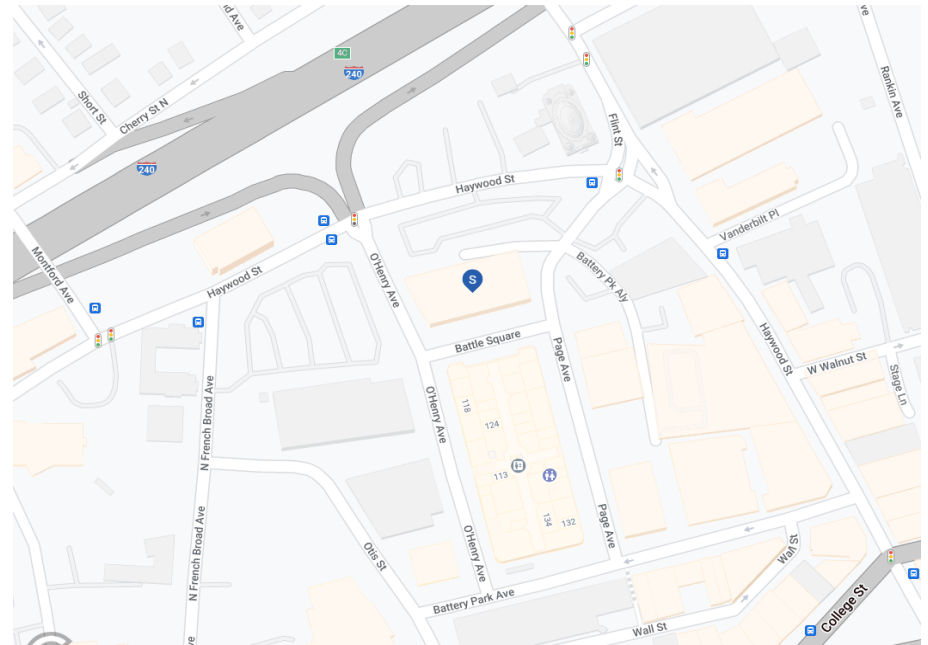 d Ave
4C
240
Short St
Cherry St N
Rankin Ave
Flint St
240
Haywood St
Vanderbilt Pl
Montford Ave
Haywood St
O'Henry Ave
S
Battery Pk Aly
Battle Square
Page Ave
Haywood St
W Walnut St
Stage Ln
N French Broad Ave
O'Henry Ave
118
124
113
134
132
N French Broad Ave
Otis St
O'Henry Ave
Page Ave
Wall St
Battery Park Ave
Wall St
College St